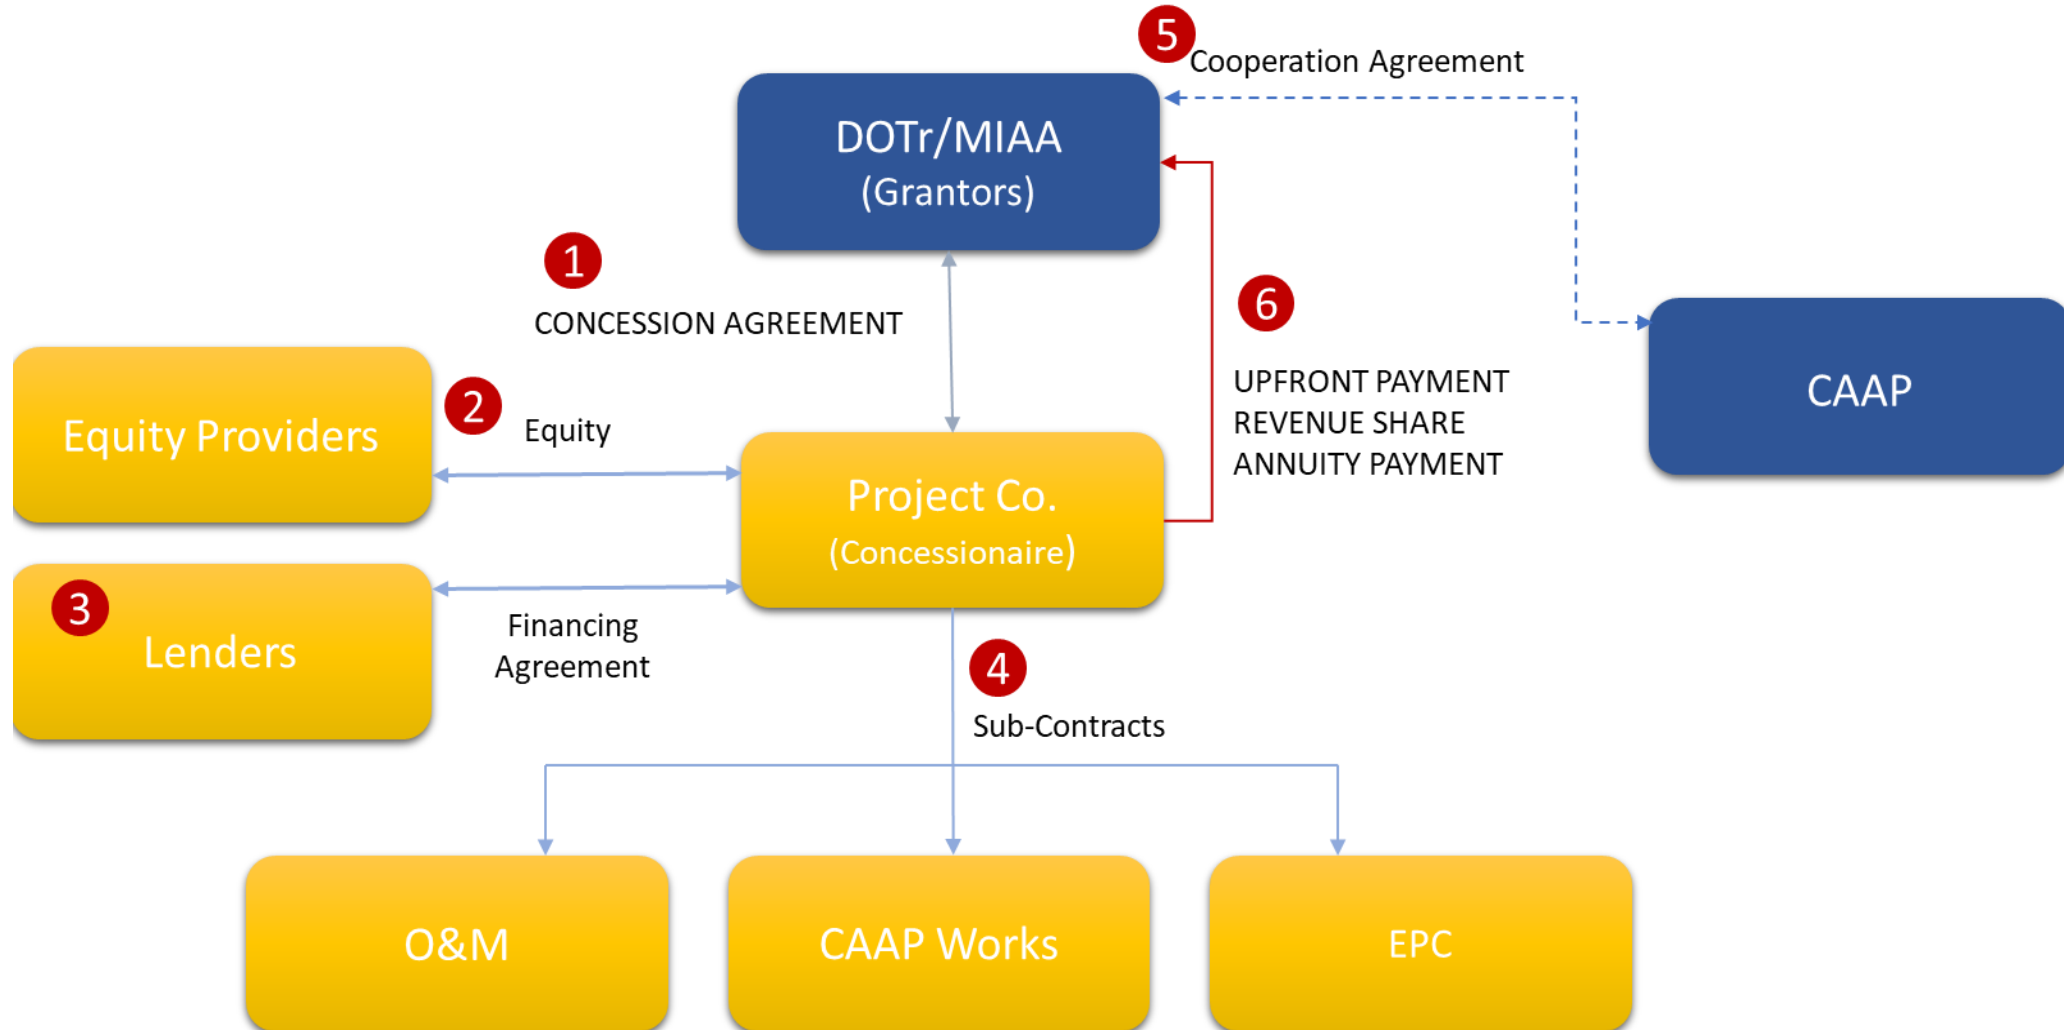 5
Cooperation Agreement
DOTr/MIAA
(Grantors)
1
CONCESSION AGREEMENT
6
UPFRONT PAYMENT
REVENUE SHARE
ANNUITY PAYMENT
CAAP
Equity Providers
2
Equity
Project Co.
(Concessionaire)
3
Lenders
Financing
Agreement
4
Sub-Contracts
O&M
CAAP Works
EPC